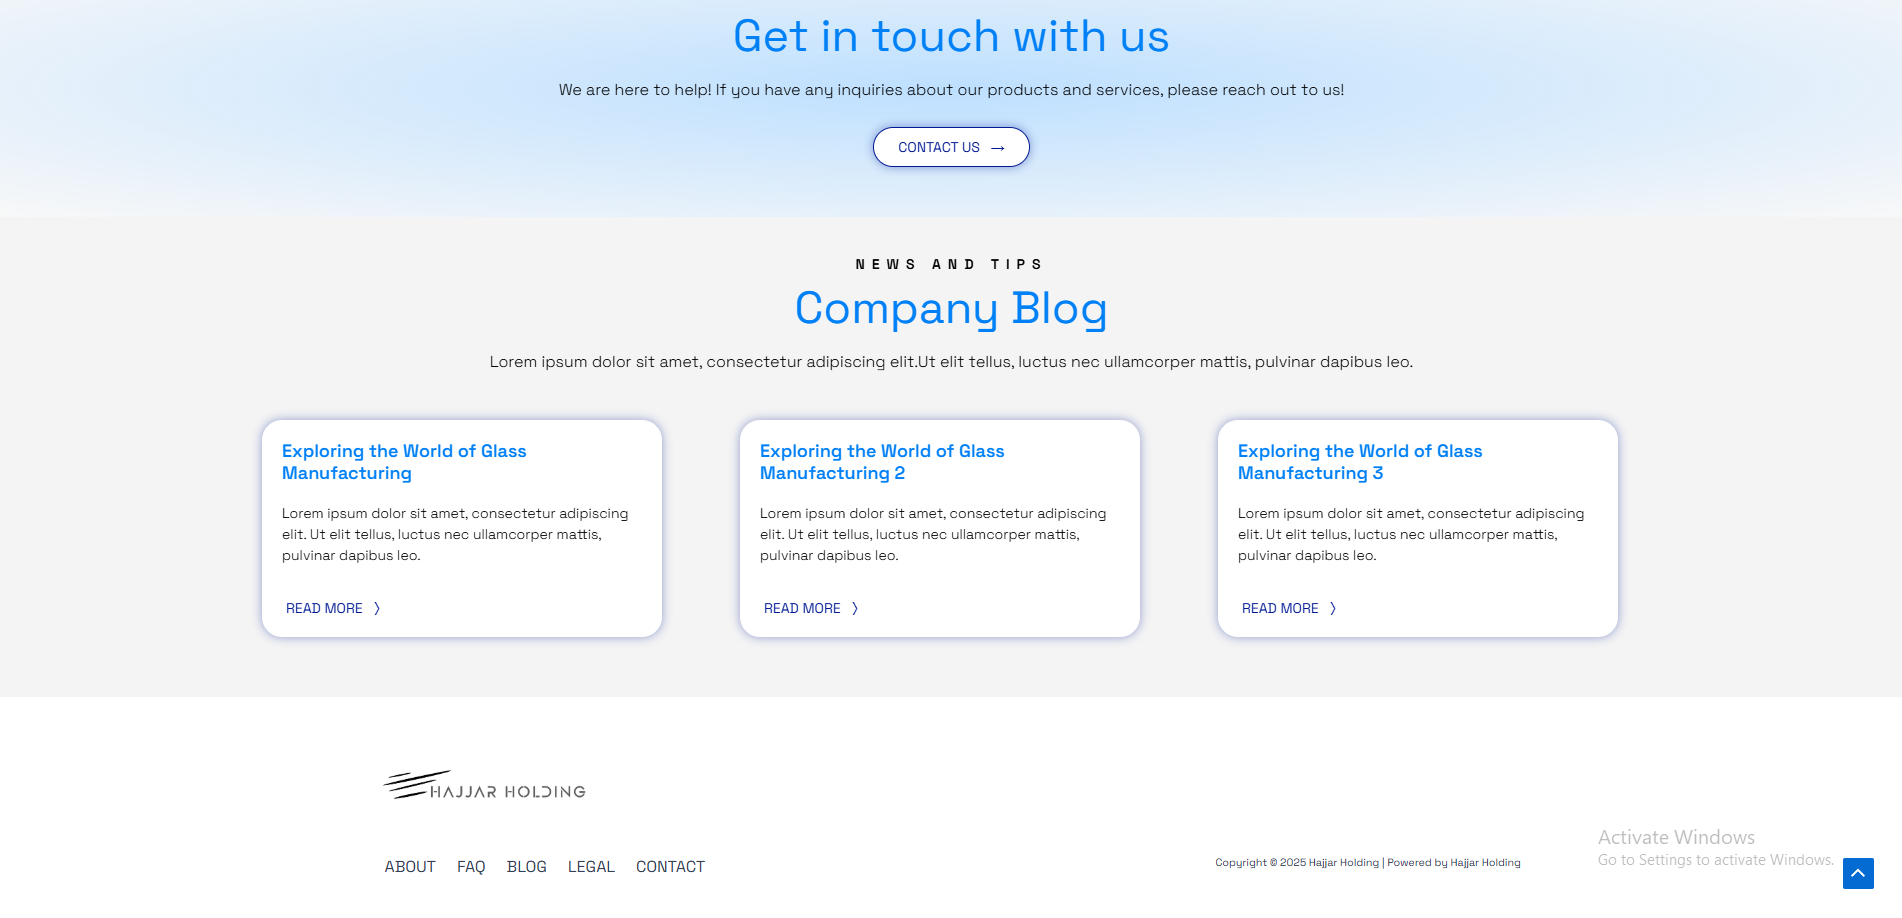 Get in touch with us
We are here to help! If you have any inquiries about our products and services, please reach out to us!
CONTACT US →
NEWS AND TIPS
Company Blog
Lorem ipsum dolor sit amet, consectetur adipiscing elit.Ut elit tellus, luctus nec ullamcorper mattis, pulvinar dapibus leo.
Exploring the World of Glass
Manufacturing
Lorem ipsum dolor sit amet, consectetur adipiscing
elit. Ut elit tellus, luctus nec ullamcorper mattis,
pulvinar dapibus leo.
READ MORE
Exploring the World of Glass
Manufacturing 2
Lorem ipsum dolor sit amet, consectetur adipiscing
elit. Ut elit tellus, luctus nec ullamcorper mattis,
pulvinar dapibus leo.
READ MORE
Exploring the World of Glass
Manufacturing 3
Lorem ipsum dolor sit amet, consectetur adipiscing
elit. Ut elit tellus, luctus nec ullamcorper mattis,
pulvinar dapibus leo.
READ MORE
HAJJAR HOLDING
ABOUT FAQ BLOG LEGAL CONTACT
Copyright © 2025 Hajjar Holding | Powered by Hajjar Holding
Activate Windows
Go to Settings to activate Windows.